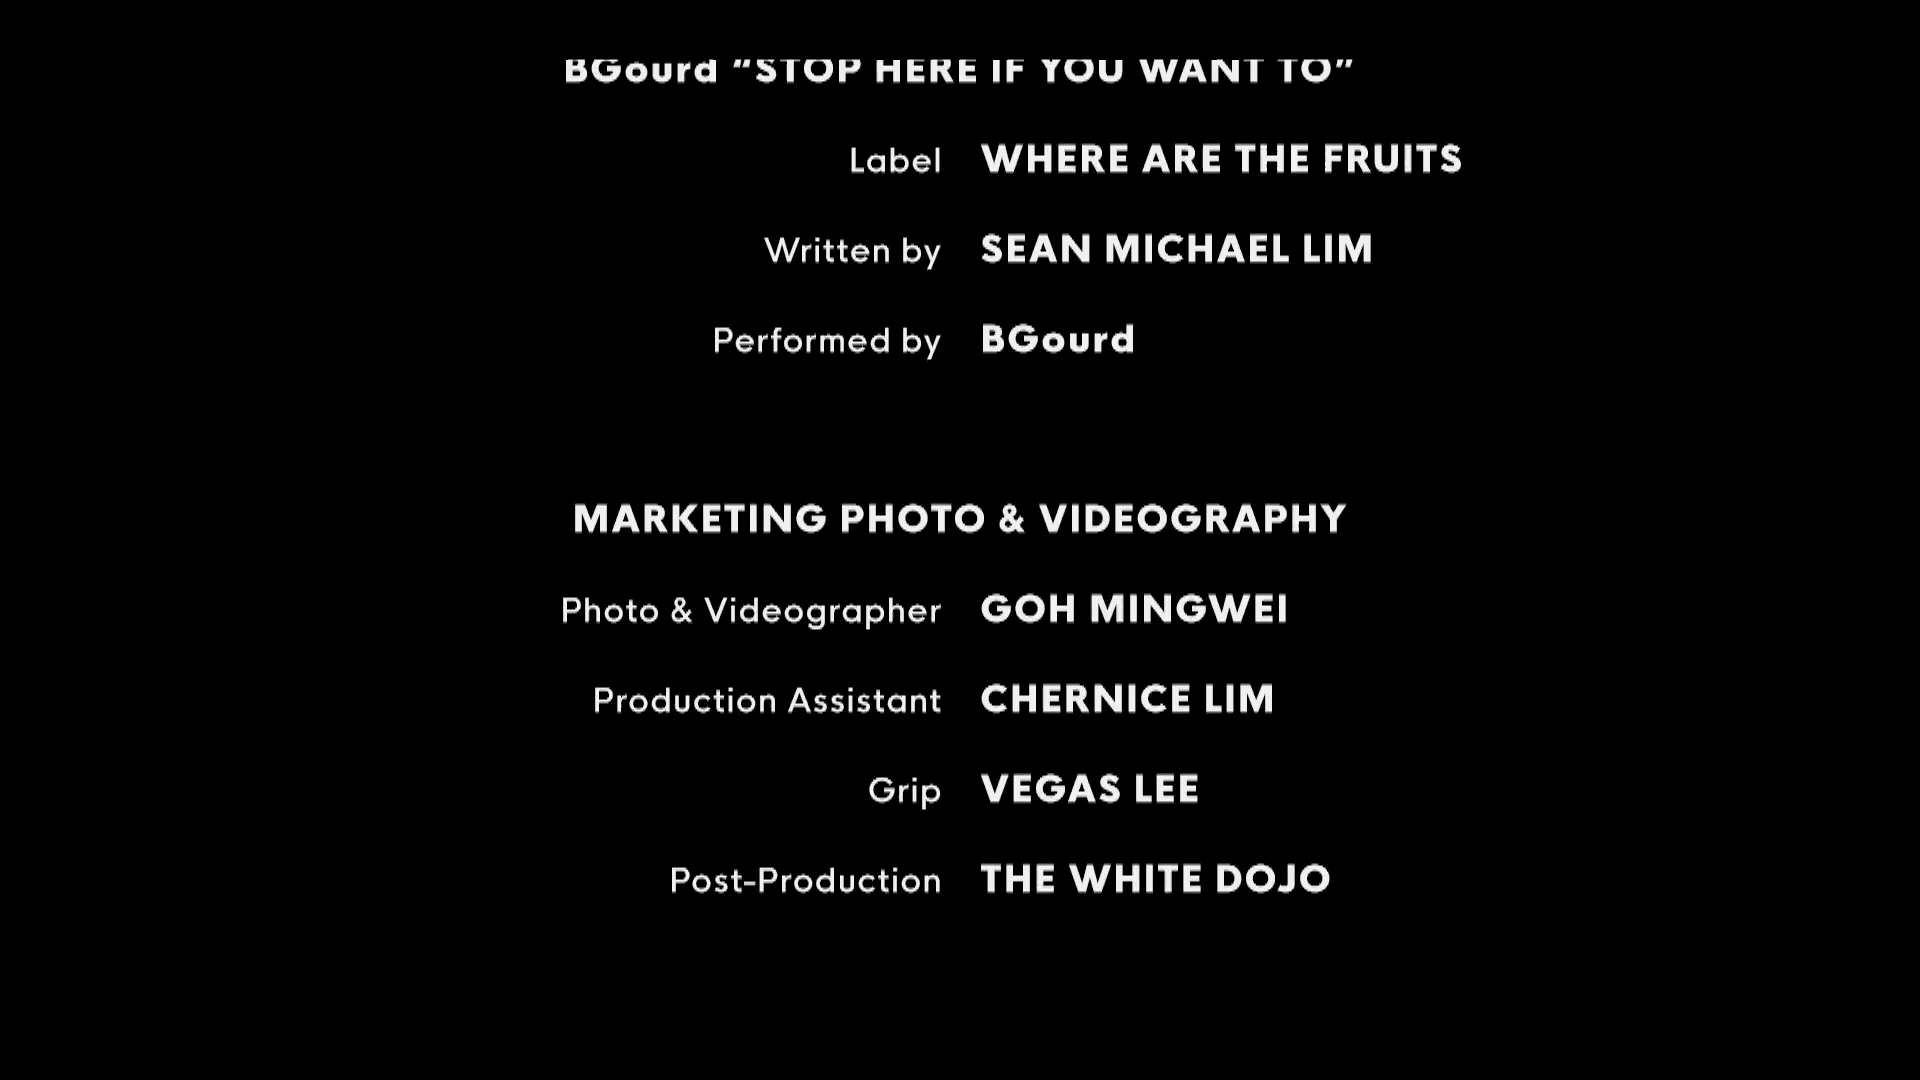 BGourd “STOP HERE IF YOU WANT TO”
Label WHERE ARE THE FRUITS
Written by SEAN MICHAEL LIM
Performed by BGourd
MARKETING PHOTO & VIDEOGRAPHY
Photo & Videographer GOH MINGWEI
Production Assistant CHERNICE LIM
Grip VEGAS LEE
Post-Production THE WHITE DOJO